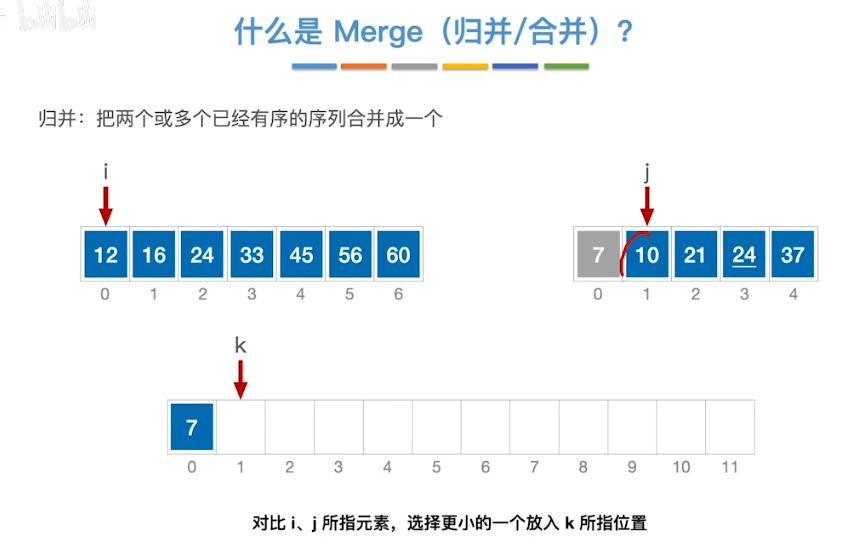 bilibili
什么是 Merge（归并/合并）？
归并：把两个或多个已经有序的序列合并成一个
i
j
12 16 24 33 45 56 60
7 10 21 24 37
0 1 2 3 4 5 6
0 1 2 3 4
k
7
0 1 2 3 4 5 6 7 8 9 10 11
对比 i、j 所指元素，选择更小的一个放入 k 所指位置